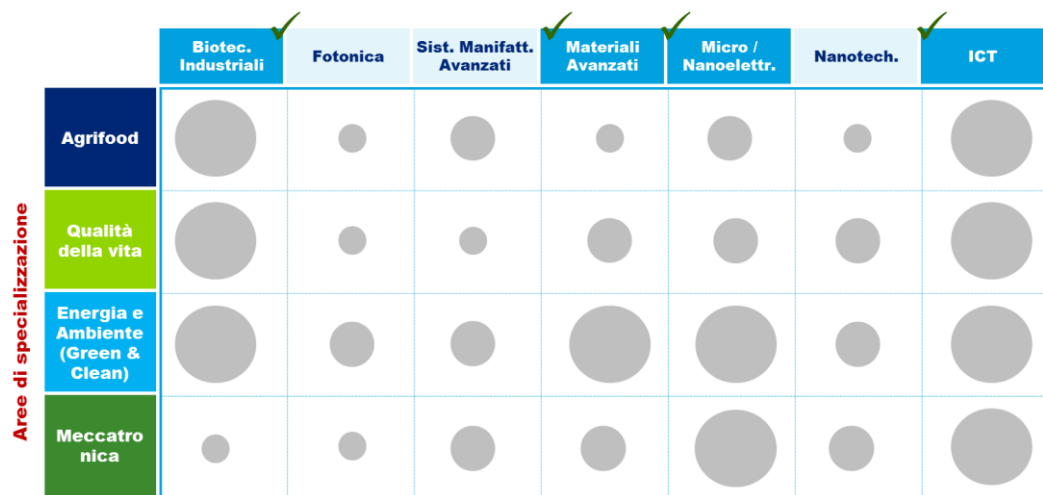 Biotec.
Industriali
Fotonica
Sist. Manifatt.
Avanzati
Materiali
Avanzati
Micro /
Nanoelettr.
Nanotech.
ICT
Aree di specializzazione
Agrifood
Qualità
della vita
Energia e
Ambiente
(Green &
Clean)
Meccatro
nica